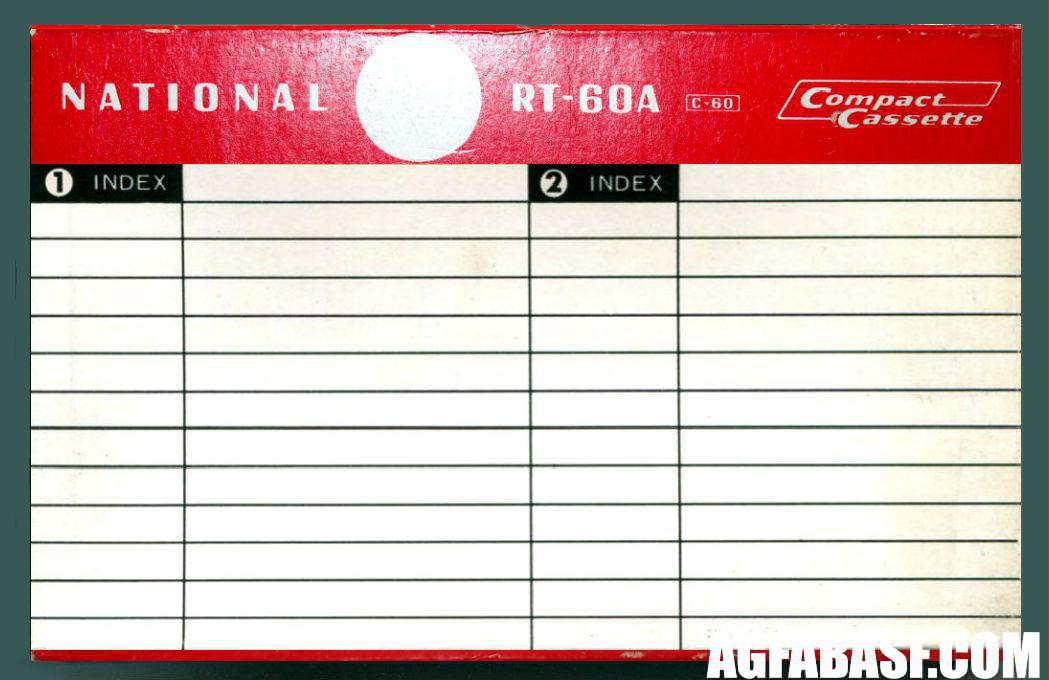 NATIONAL RT-60A C-60 Compact Cassette
1 INDEX 2 INDEX
AGFABASF.COM